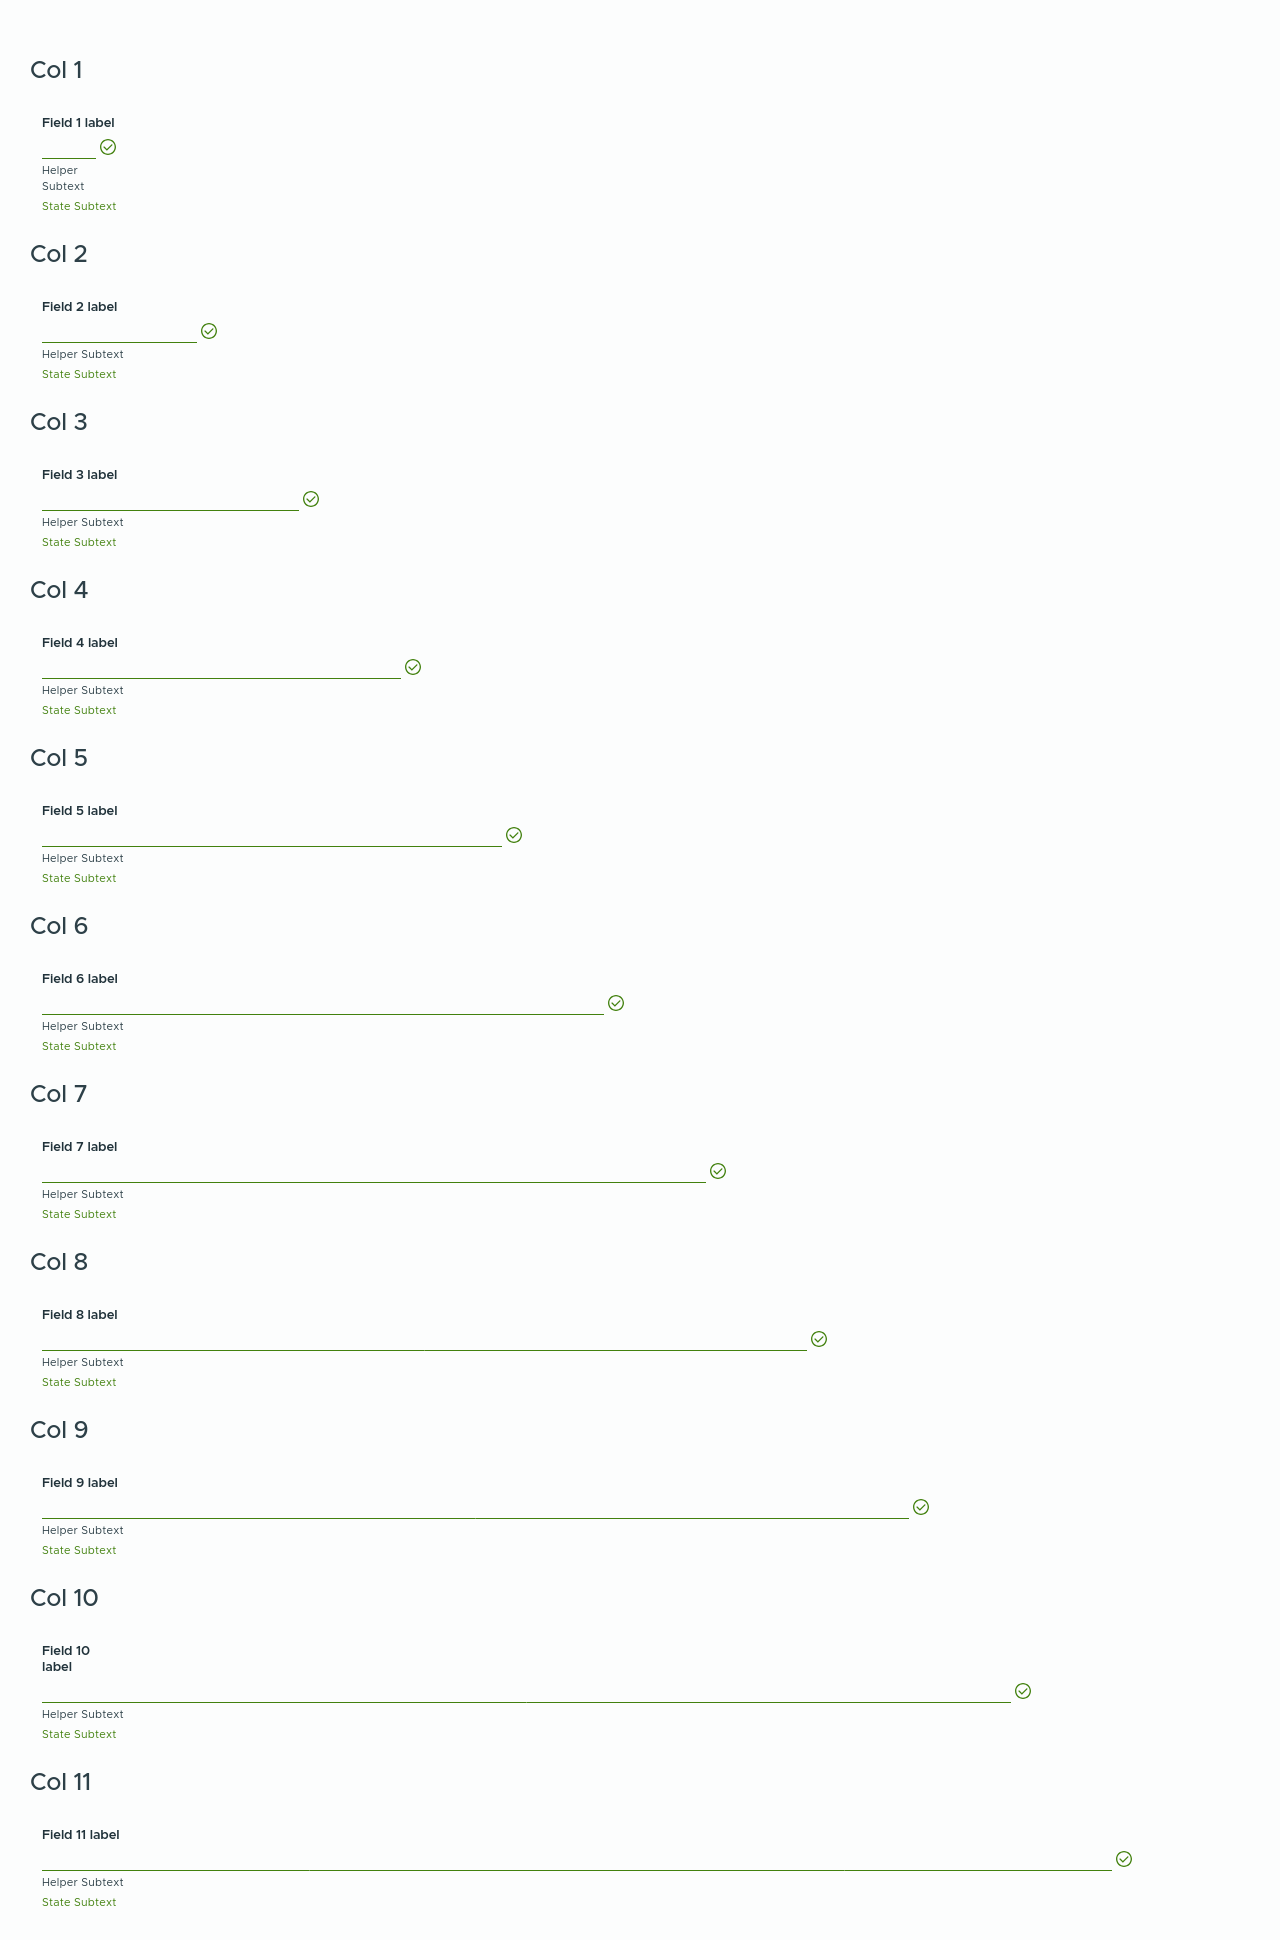 Col 1
Field 1 label
Helper
Subtext
State Subtext
Col 2
Field 2 label
Helper Subtext
State Subtext
Col 3
Field 3 label
Helper Subtext
State Subtext
Col 4
Field 4 label
Helper Subtext
State Subtext
Col 5
Field 5 label
Helper Subtext
State Subtext
Col 6
Field 6 label
Helper Subtext
State Subtext
Col 7
Field 7 label
Helper Subtext
State Subtext
Col 8
Field 8 label
Helper Subtext
State Subtext
Col 9
Field 9 label
Helper Subtext
State Subtext
Col 10
Field 10
label
Helper Subtext
State Subtext
Col 11
Field 11 label
Helper Subtext
State Subtext